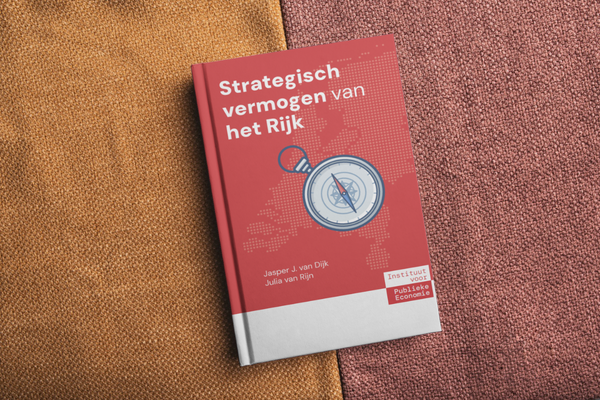 Strategisch
vermogen van
het Rijk
Jasper J. van Dijk
Julia van Rijn
Instituut
voor
Publieke
Economie